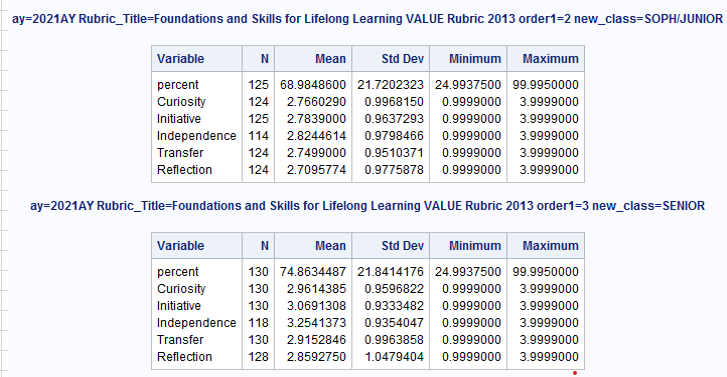 ay=2021AY Rubric_Title=Foundations and Skills for Lifelong Learning VALUE Rubric 2013 order1=2 new_class=SOPH/JUNIOR
Variable N Mean Std Dev Minimum Maximum
percent 125 68.9848600 21.7202323 24.9937500 99.9950000
Curiosity 124 2.7660290 0.9968150 0.9999000 3.9999000
Initiative 125 2.7839000 0.9637293 0.9999000 3.9999000
Independence 114 2.8244614 0.9798466 0.9999000 3.9999000
Transfer 124 2.7499000 0.9510371 0.9999000 3.9999000
Reflection 124 2.7095774 0.9775878 0.9999000 3.9999000
ay=2021AY Rubric_Title=Foundations and Skills for Lifelong Learning VALUE Rubric 2013 order1=3 new_class=SENIOR
Variable N Mean Std Dev Minimum Maximum
percent 130 74.8634487 21.8414176 24.9937500 99.9950000
Curiosity 130 2.9614385 0.9596822 0.9999000 3.9999000
Initiative 130 3.0691308 0.9333482 0.9999000 3.9999000
Independence 118 3.2541373 0.9354047 0.9999000 3.9999000
Transfer 130 2.9152846 0.9963858 0.9999000 3.9999000
Reflection 128 2.8592750 1.0479404 0.9999000 3.9999000